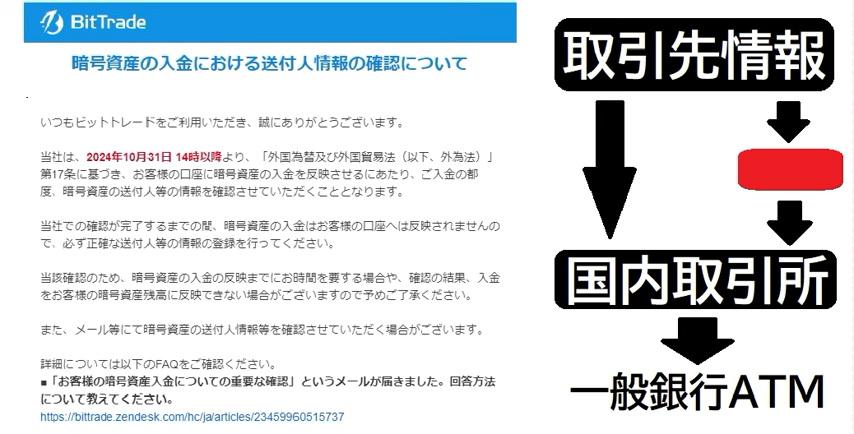 BitTrade
暗号資産の入金における送付人情報の確認について
いつもビットトレードをご利用いただき、誠にありがとうございます。
当社は、2024年10月31日 14時以降より、「外国為替及び外国貿易法（以下、外為法）」
第17条に基づき、お客様の口座に暗号資産の入金を反映させるにあたり、ご入金の都
度、暗号資産の送付人等の情報を確認させていただくこととなります。
当社での確認が完了するまでの間、暗号資産の入金はお客様の口座へは反映されませんの
で、必ず正確な送付人等の情報の登録を行ってください。
当該確認のため、暗号資産の入金の反映までにお時間を要する場合や、確認の結果、入金
をお客様の暗号資産残高に反映できない場合がございますので予めご了承ください。
また、メール等にて暗号資産の送付人情報等を確認させていただく場合がございます。
詳細については以下のFAQをご確認ください。
■「お客様の暗号資産入金についての重要な確認」というメールが届きました。回答方法
について教えてください。
https://bittrade.zendesk.com/hc/ja/articles/23459960515737
取引先情報
国内取引所
一般銀行ATM